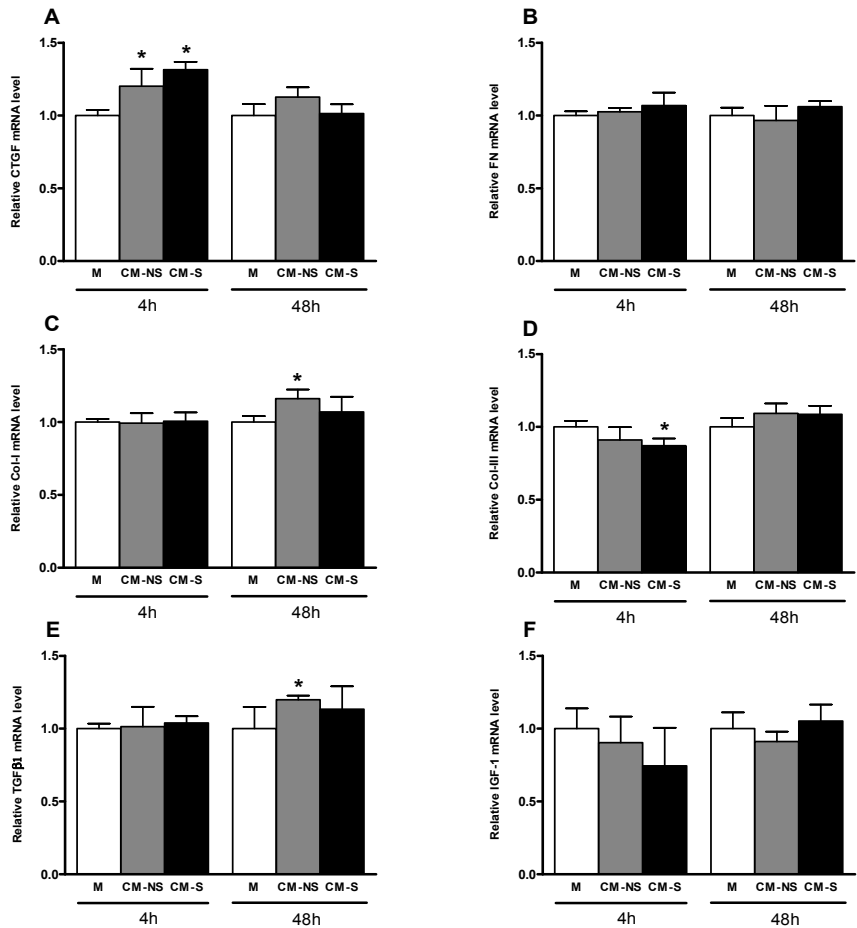 A
Relative CTGF mRNA level
1.5
1.0
0.5
0.0
* *
M CM-NS CM-S M CM-NS CM-S
4h 48h
B
Relative FN mRNA level
1.5
1.0
0.5
0.0
M CM-NS CM-S M CM-NS CM-S
4h 48h
C
Relative Col-I mRNA level
1.5
1.0
0.5
0.0
*
M CM-NS CM-S M CM-NS CM-S
4h 48h
D
Relative Col-III mRNA level
1.5
1.0
0.5
0.0
*
M CM-NS CM-S M CM-NS CM-S
4h 48h
E
Relative TGFβ1 mRNA level
1.5
1.0
0.5
0.0
*
M CM-NS CM-S M CM-NS CM-S
4h 48h
F
Relative IGF-1 mRNA level
1.5
1.0
0.5
0.0
M CM-NS CM-S M CM-NS CM-S
4h 48h